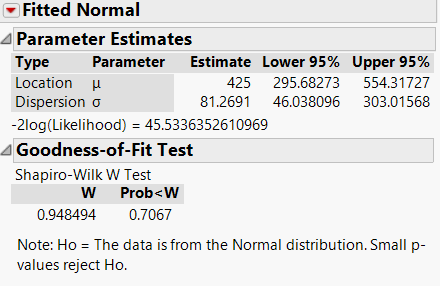 Fitted Normal
Parameter Estimates
Type Parameter Estimate Lower 95% Upper 95%
Location μ 425 295.68273 554.31727
Dispersion σ 81.2691 46.038096 303.01568
-2log(Likelihood) = 45.5336352610969
Goodness-of-Fit Test
Shapiro-Wilk W Test
W Prob<W
0.948494 0.7067
Note: Ho = The data is from the Normal distribution. Small p-
values reject Ho.